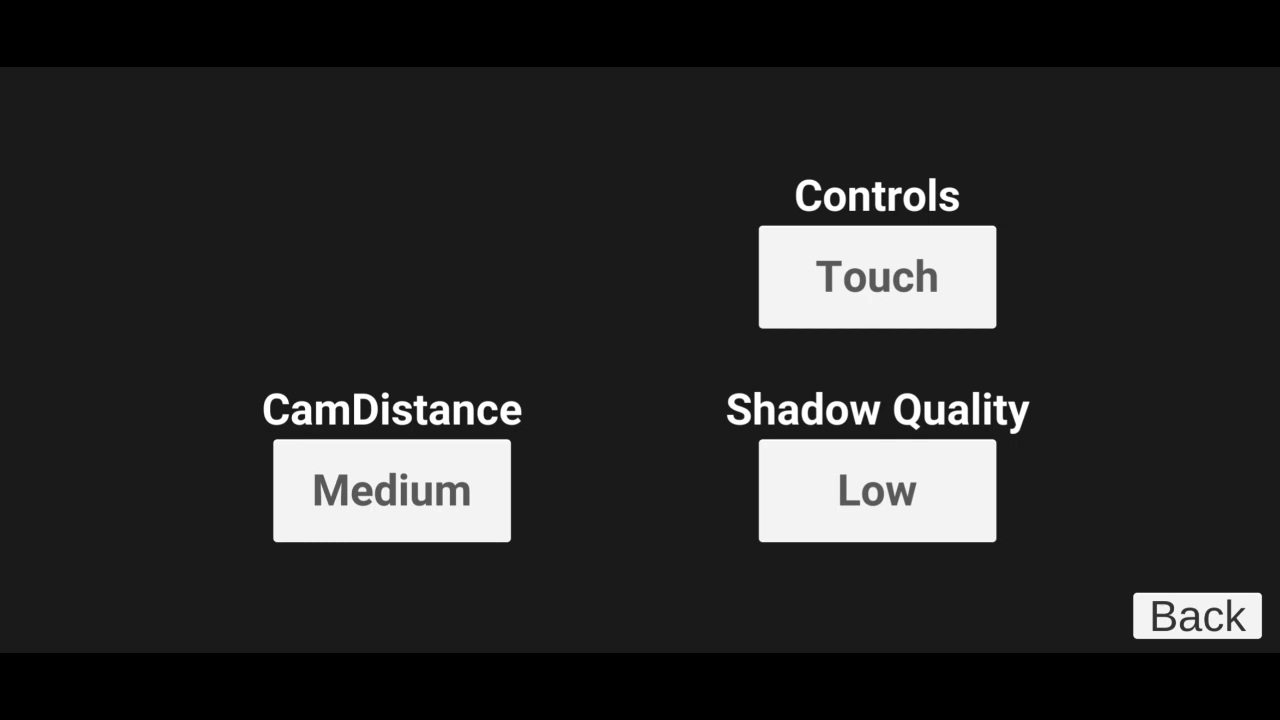 Controls
Touch
CamDistance
Medium
Shadow Quality
Low
Back